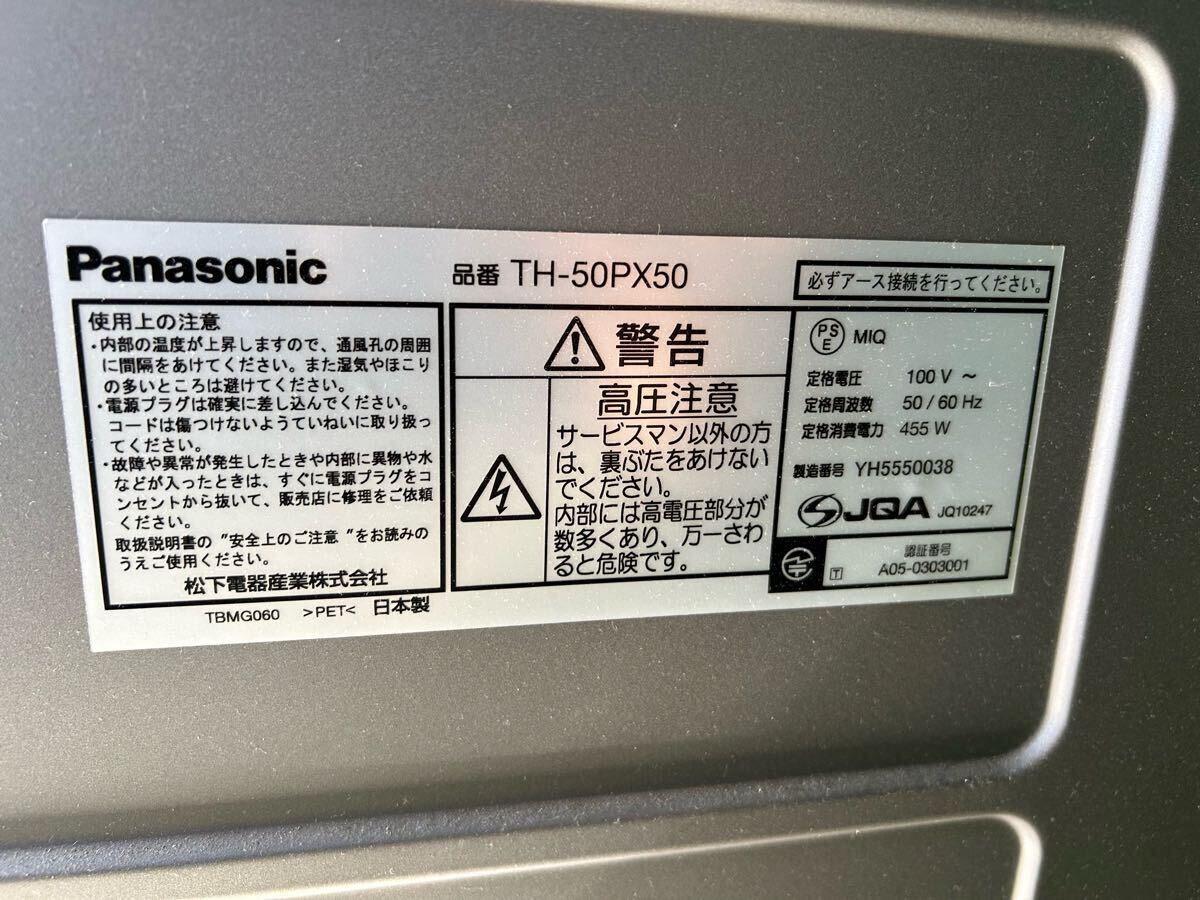 Panasonic
品番 TH-50PX50
必ずアース接続を行ってください。
使用上の注意
・内部の温度が上昇しますので、通風孔の周囲
に間隔をあけてください。また湿気やほこり
の多いところは避けてください。
・電源プラグは確実に差し込んでください。
コードは傷つけないようていねいに取り扱っ
てください。
・故障や異常が発生したときや内部に異物や水
などが入ったときは、すぐに電源プラグをコ
ンセントから抜いて、販売店に修理をご依頼
ください。
取扱説明書の "安全上のご注意 "をお読みの
うえご使用ください。
松下電器産業株式会社
TBMG060 >PET< 日本製
警告
高圧注意
サービスマン以外の方
は、裏ぶたをあけない
でください。
内部には高電圧部分が
数多くあり、万一さわ
ると危険です。
PS
E
MIQ
定格電圧 100 V ～
定格周波数 50 / 60 Hz
定格消費電力 455 W
製造番号 YH5550038
JQA JQ10247
T
認証番号
A05-0303001